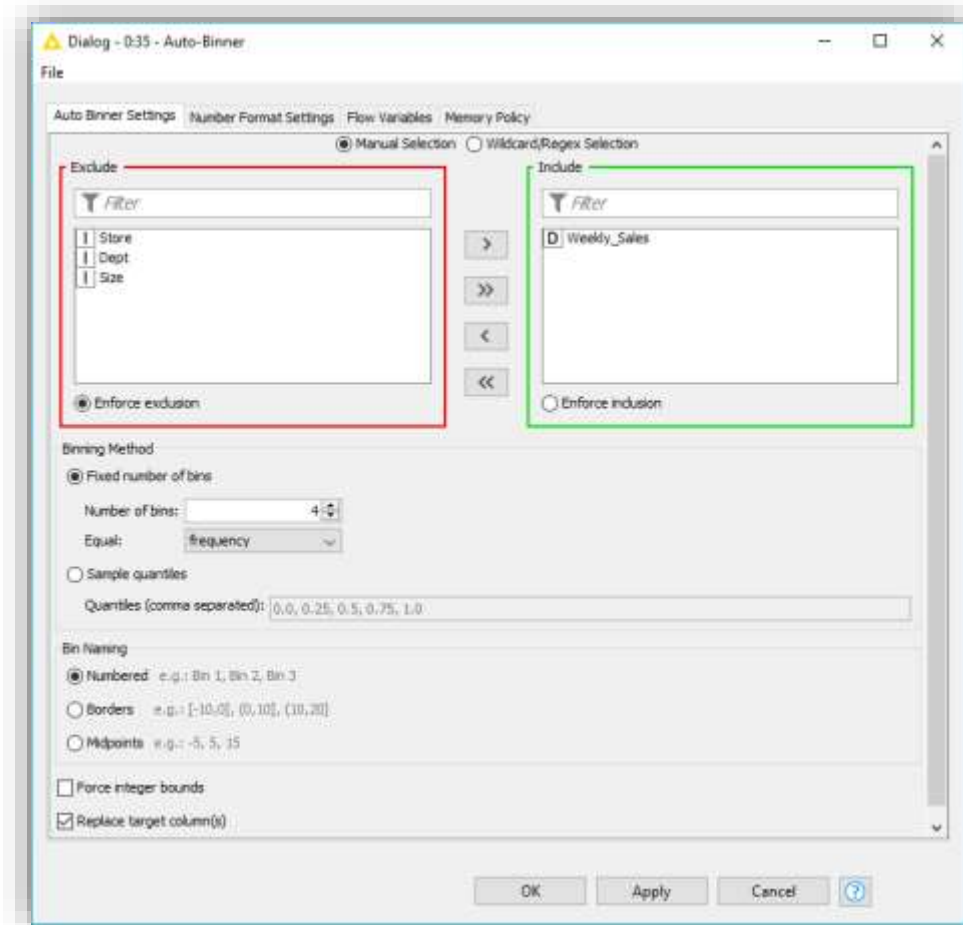 Dialog - 0:35 - Auto-Binner
File
Auto Binner Settings Number Format Settings Flow Variables Memory Policy
Manual Selection Wildcard/Regex Selection
Exclude Include
Filter Filter
I Store D Weekly_Sales
I Dept
I Size
>
>>
<
<<
Enforce exclusion Enforce inclusion
Binning Method
Fixed number of bins
Number of bins: 4
Equal: frequency
Sample quantiles
Quantiles (comma separated): 0.0, 0.25, 0.5, 0.75, 1.0
Bin Naming
Numbered e.g.: Bin 1, Bin 2, Bin 3
Borders e.g.: [-10,0], (0,10], (10,20]
Midpoints e.g.: -5, 5, 15
Force integer bounds
Replace target column(s)
OK Apply Cancel ?